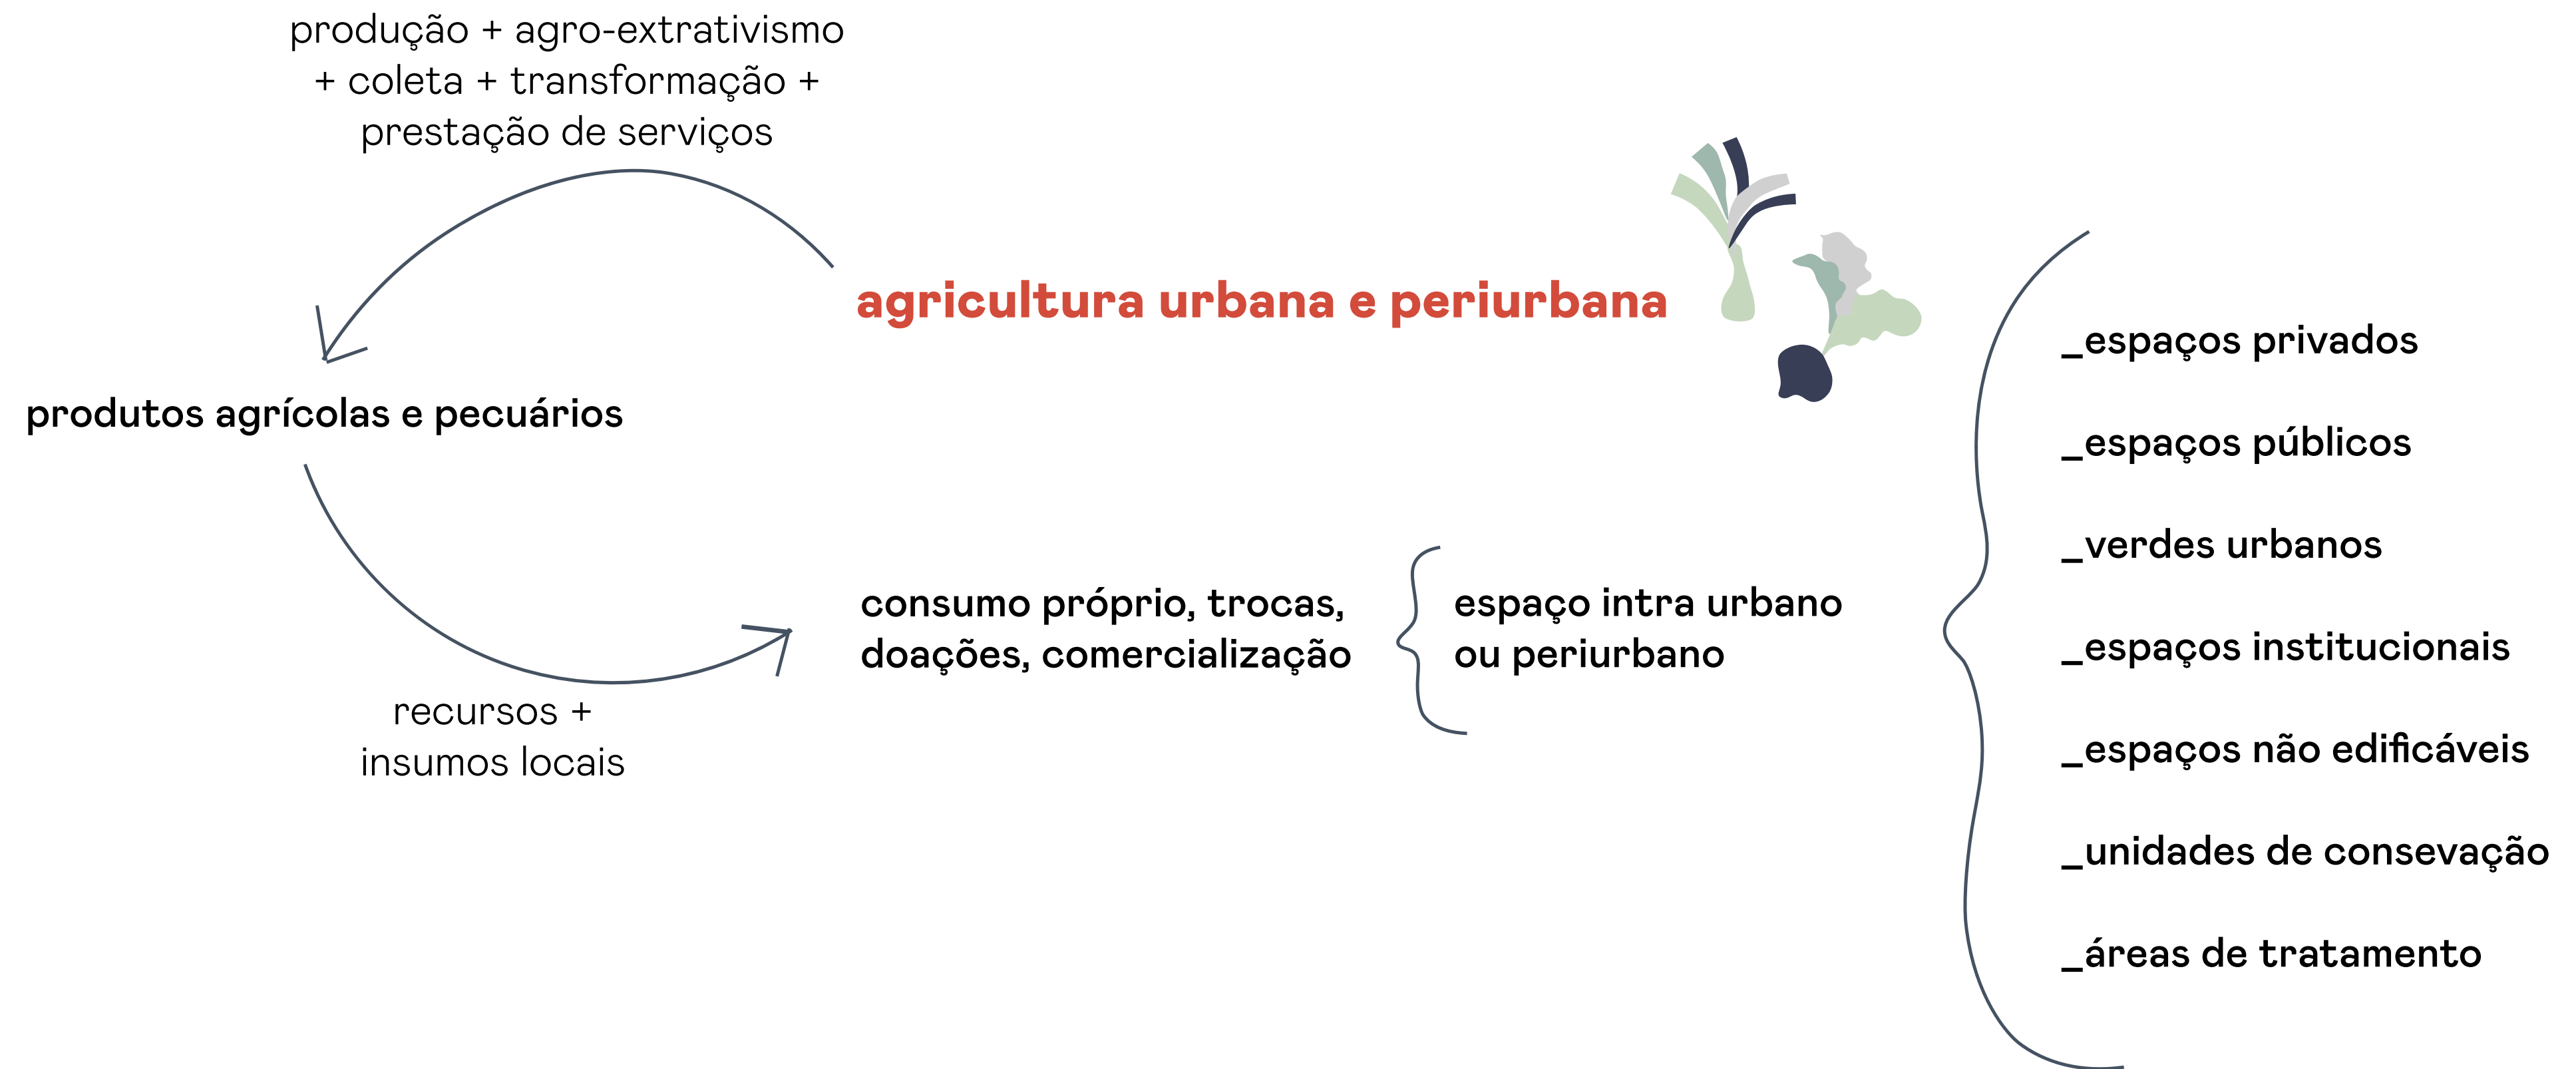 produção + agro-extrativismo
+ coleta + transformação +
prestação de serviços
agricultura urbana e periurbana
produtos agrícolas e pecuários
recursos +
insumos locais
consumo próprio, trocas,
doações, comercialização
espaço intra urbano
ou periurbano
_espaços privados
_espaços públicos
_verdes urbanos
_espaços institucionais
_espaços não edificáveis
_unidades de consevação
_áreas de tratamento